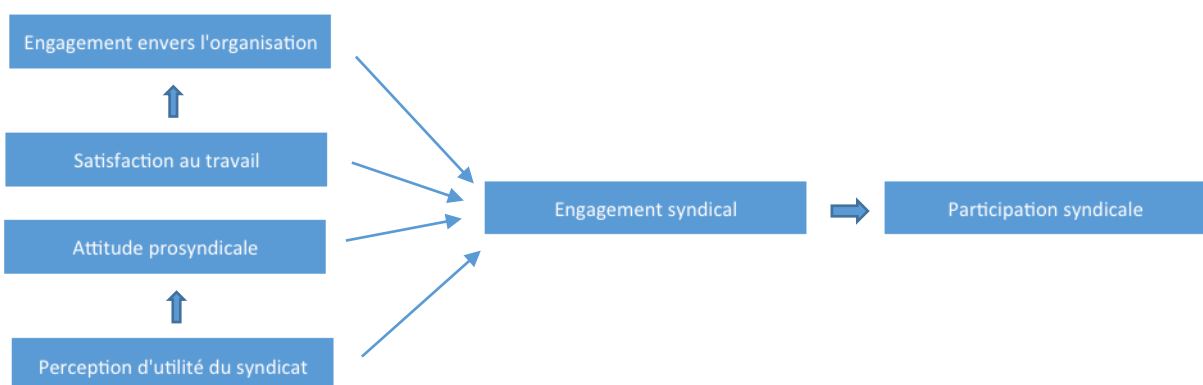 Engagement envers l'organisation
Satisfaction au travail
Engagement syndical
Participation syndicale
Attitude prosyndicale
Perception d'utilité du syndicat